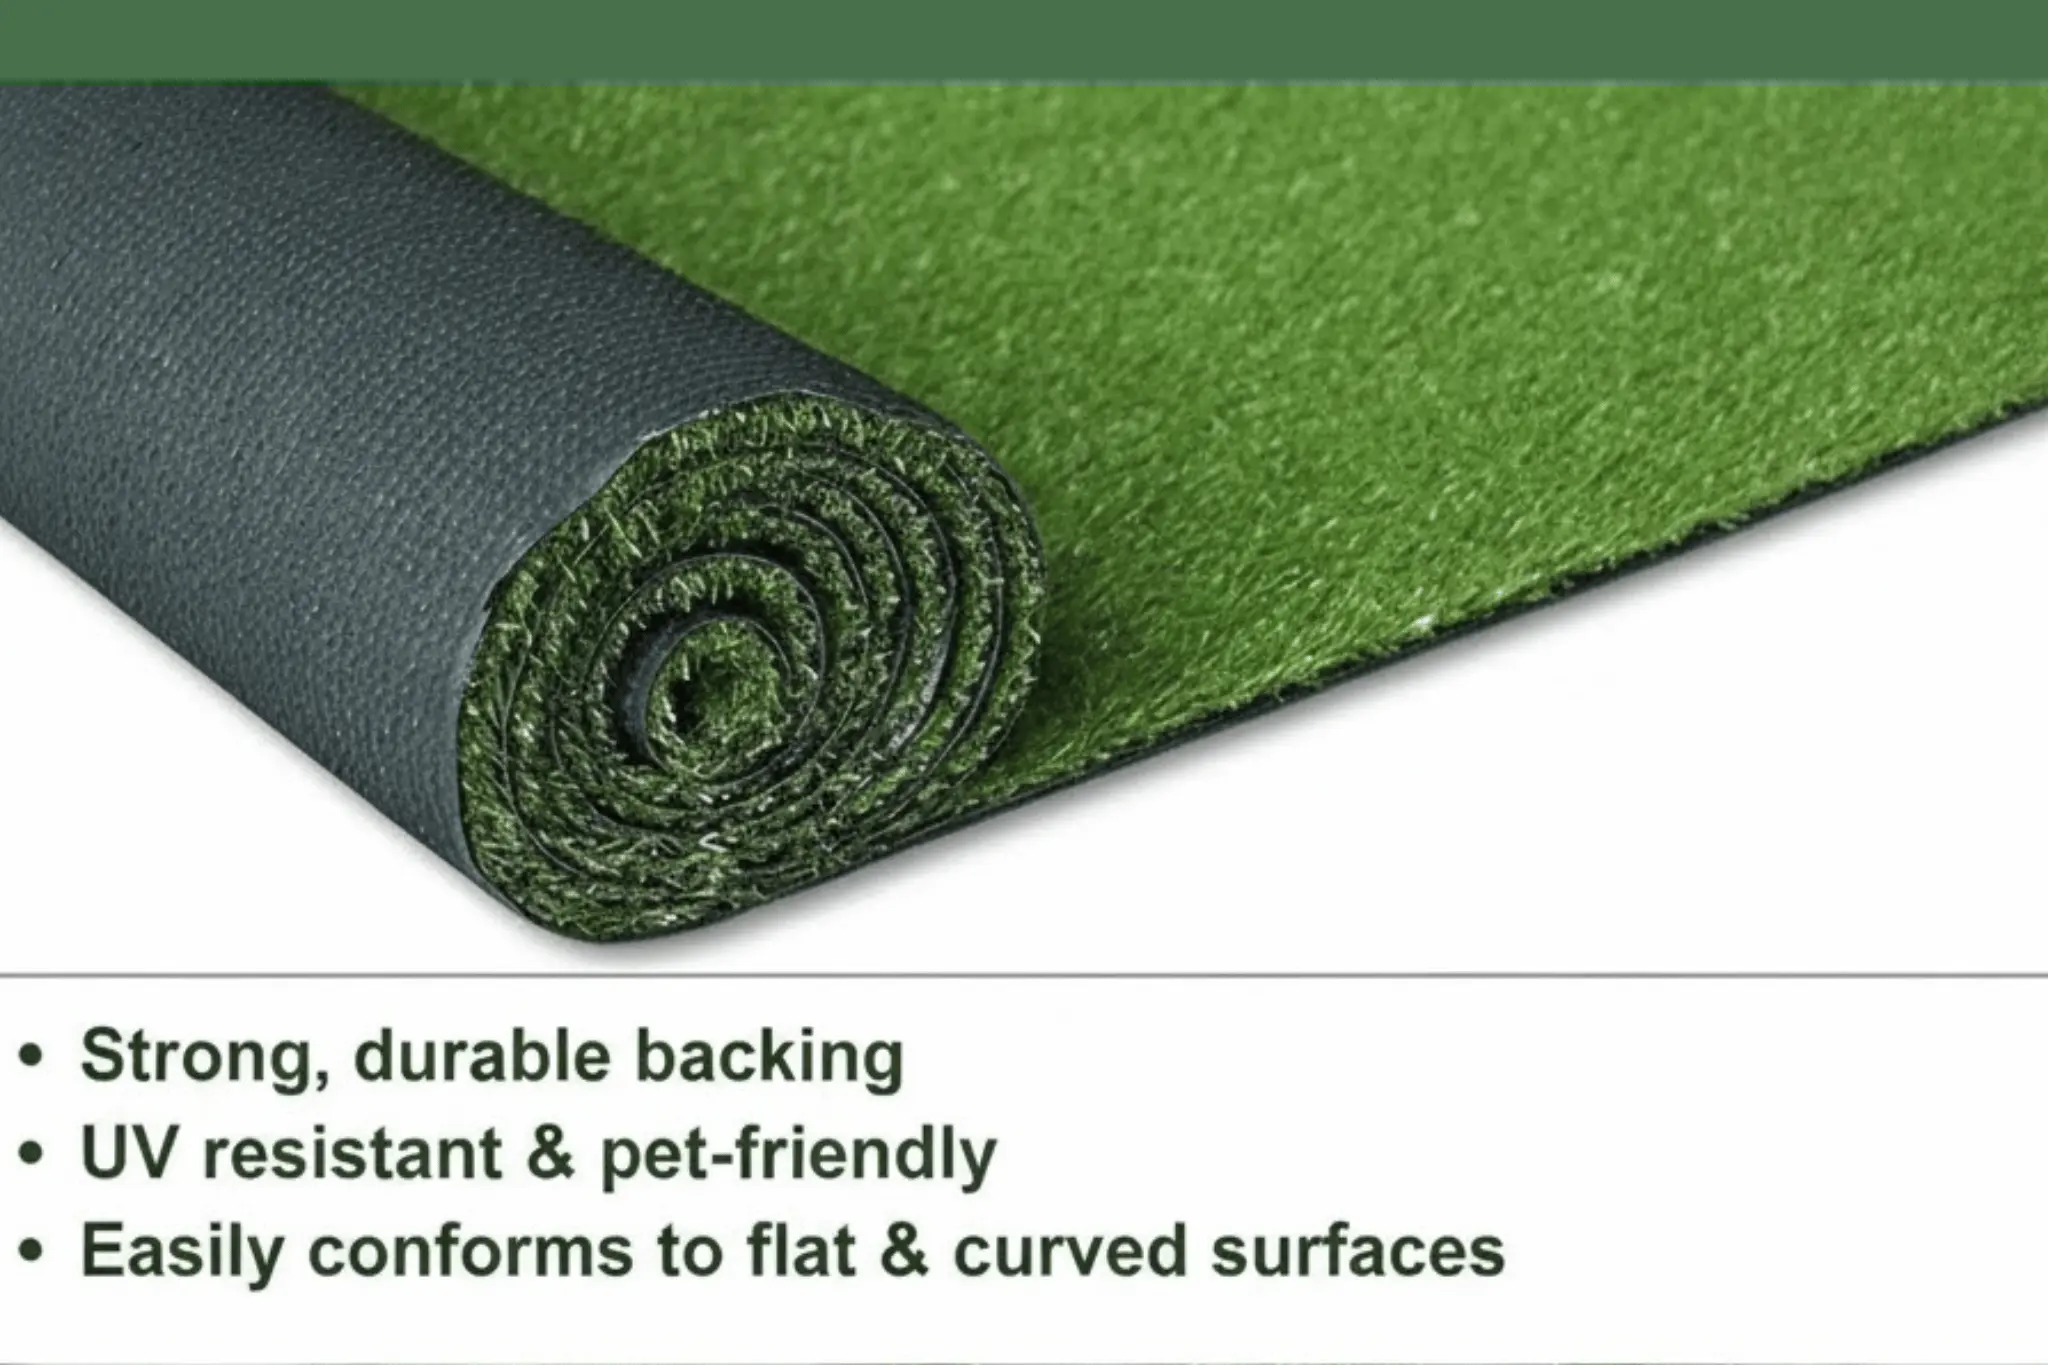 • Strong, durable backing
• UV resistant & pet-friendly
• Easily conforms to flat & curved surfaces